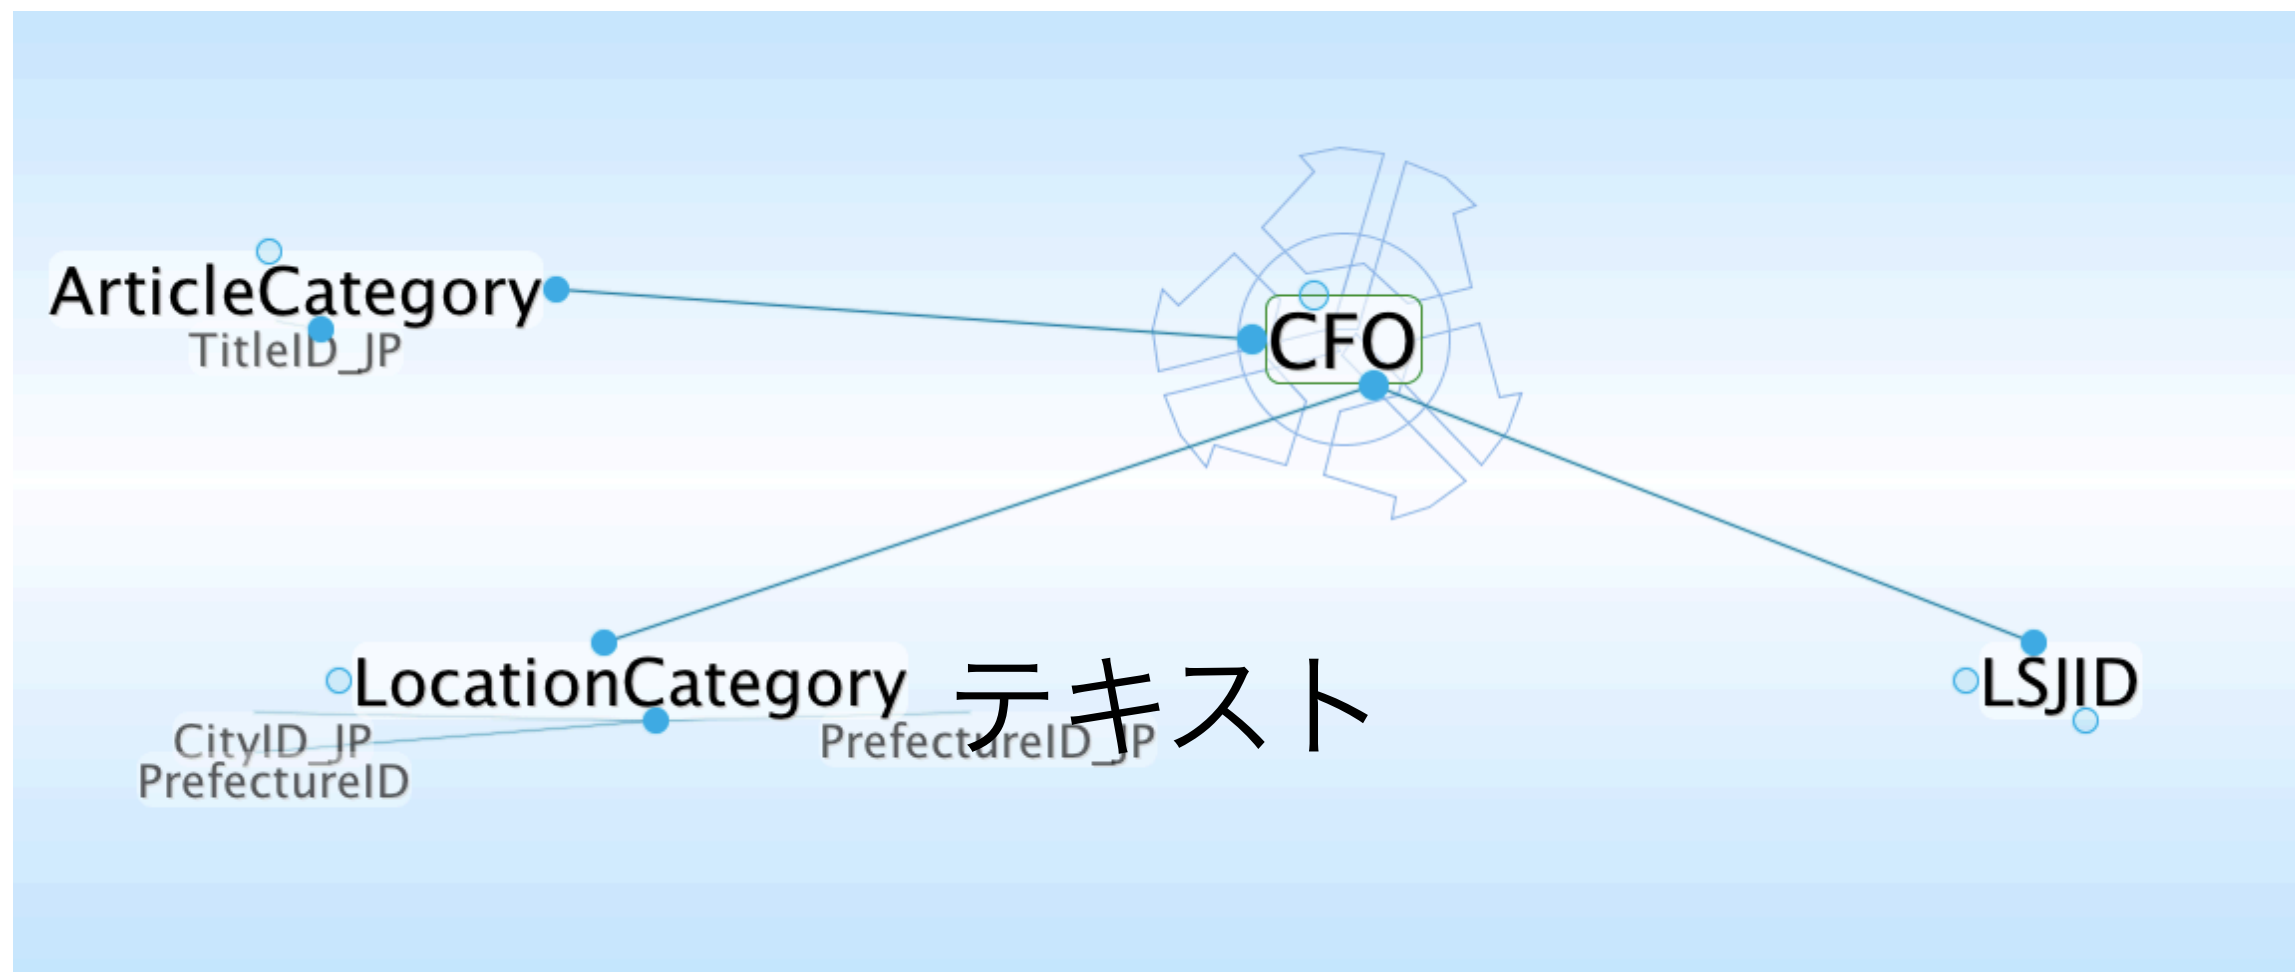 ArticleCategory
TitleID_JP
CFO
LocationCategory
テキスト
LSJID
CityID_JP
PrefectureID_JP
PrefectureID